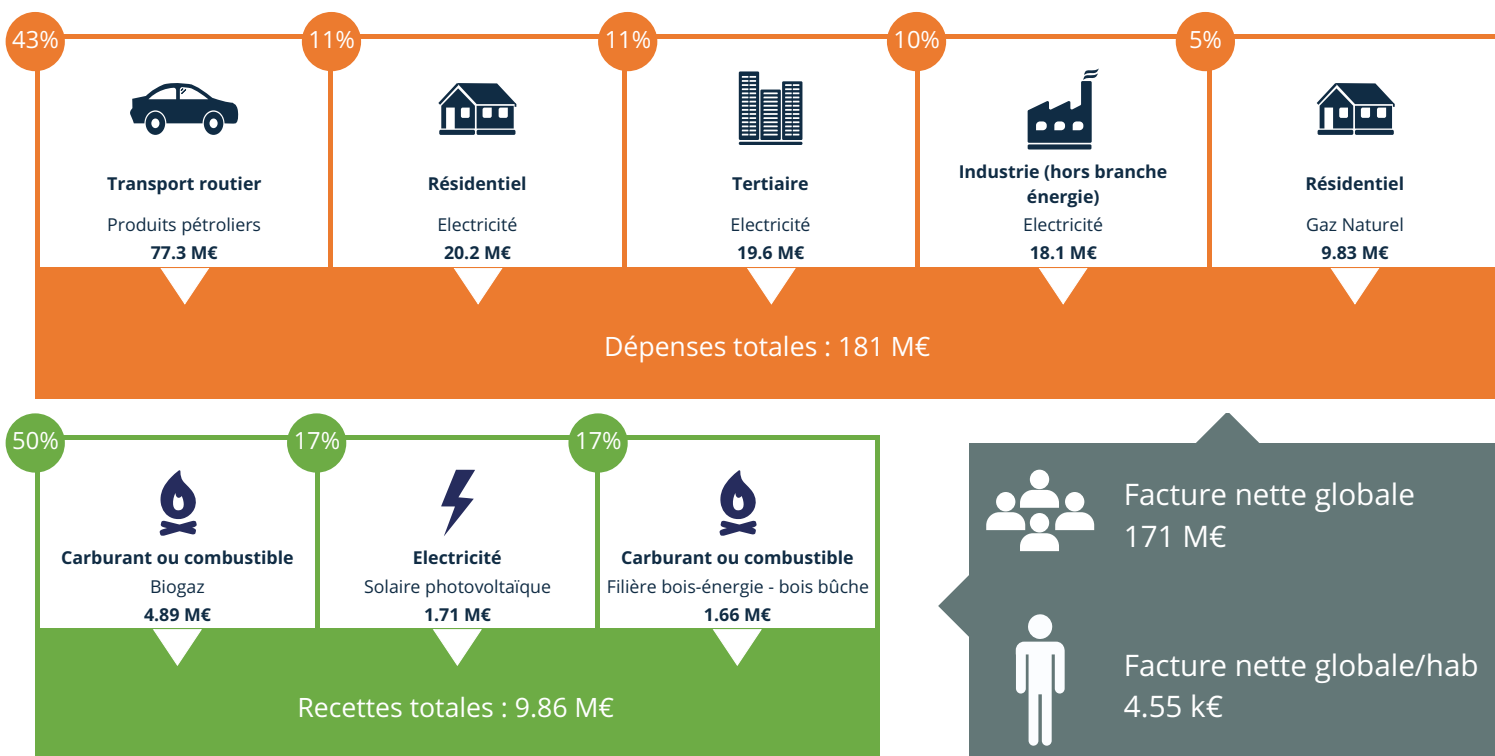 43%
11%
11%
10%
5%
Transport routier
Produits pétroliers
77.3 M€
Résidentiel
Electricité
20.2 M€
Tertiaire
Electricité
19.6 M€
Industrie (hors branche
énergie)
Electricité
18.1 M€
Résidentiel
Gaz Naturel
9.83 M€
Dépenses totales : 181 M€
50%
17%
17%
Carburant ou combustible
Biogaz
4.89 M€
Electricité
Solaire photovoltaïque
1.71 M€
Carburant ou combustible
Filière bois-énergie - bois bûche
1.66 M€
Recettes totales : 9.86 M€
Facture nette globale
171 M€
Facture nette globale/hab
4.55 k€